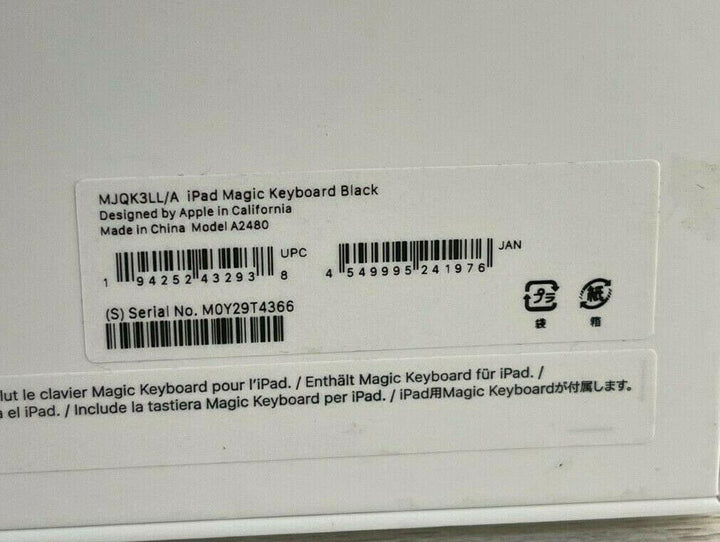 MJQK3LL/A iPad Magic Keyboard Black
Designed by Apple in California
Made in China Model A2480
UPC
1 94252 43293 8
JAN
4 549995 241976
(S) Serial No. M0Y29T4366
プラ
袋
紙
箱
lut le clavier Magic Keyboard pour l'iPad. / Enthält Magic Keyboard für iPad. /
a el iPad. / Include la tastiera Magic Keyboard per iPad. / iPad用Magic Keyboardが付属します。